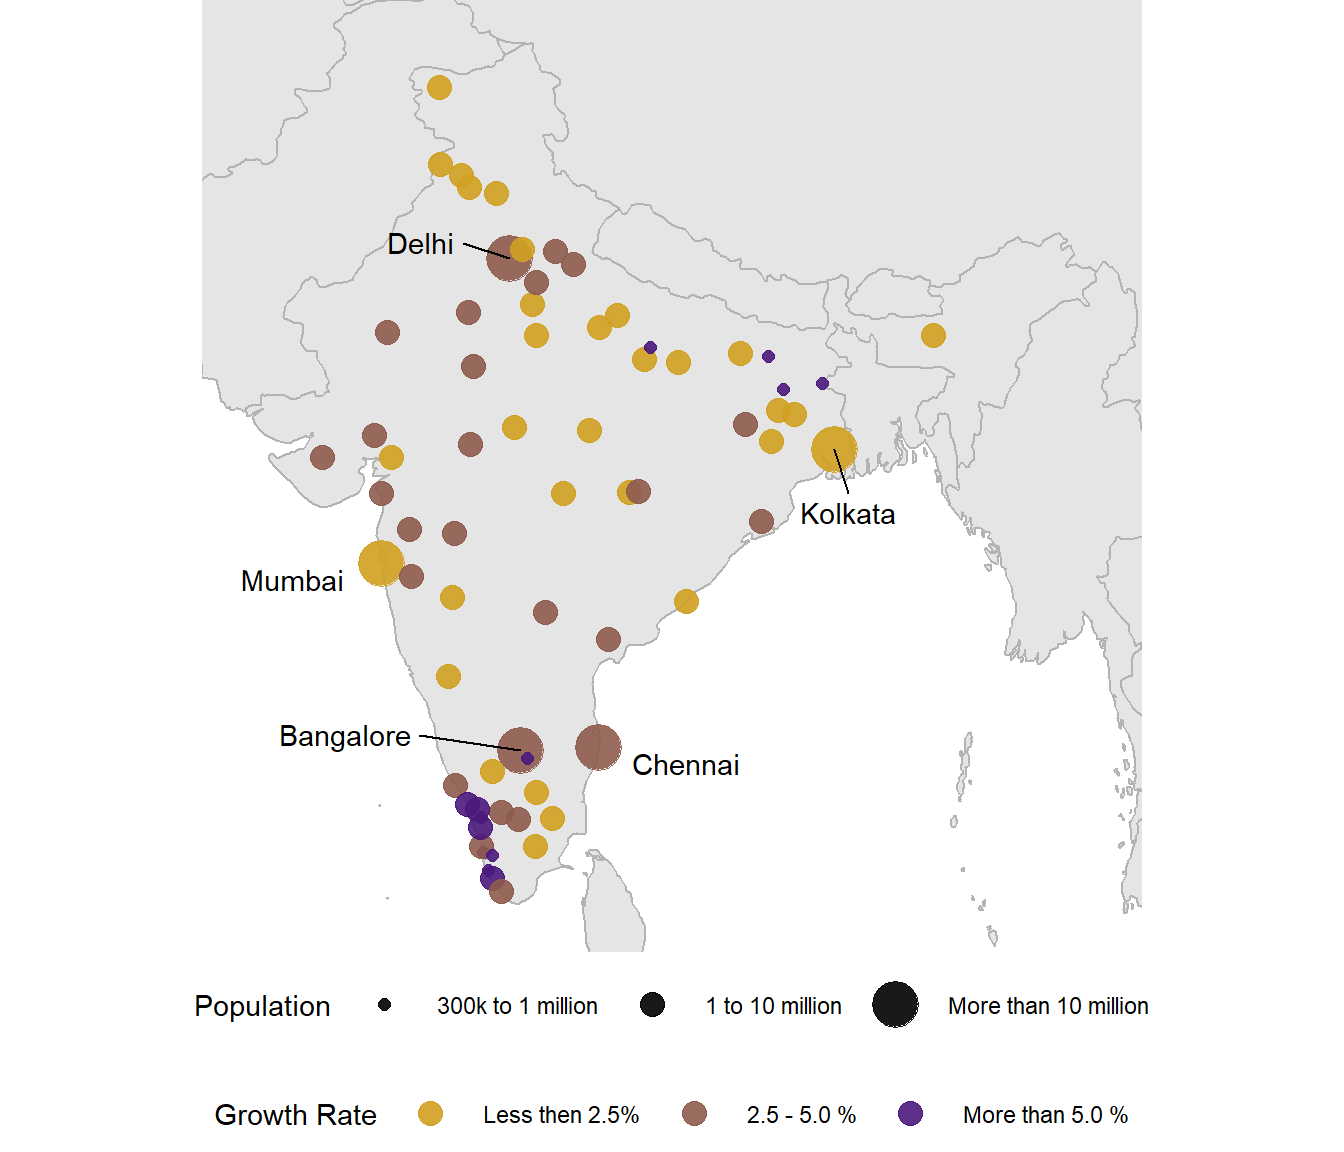 Delhi
Kolkata
Mumbai
Bangalore
Chennai
Population 300k to 1 million 1 to 10 million More than 10 million
Growth Rate Less then 2.5% 2.5 - 5.0 % More than 5.0 %